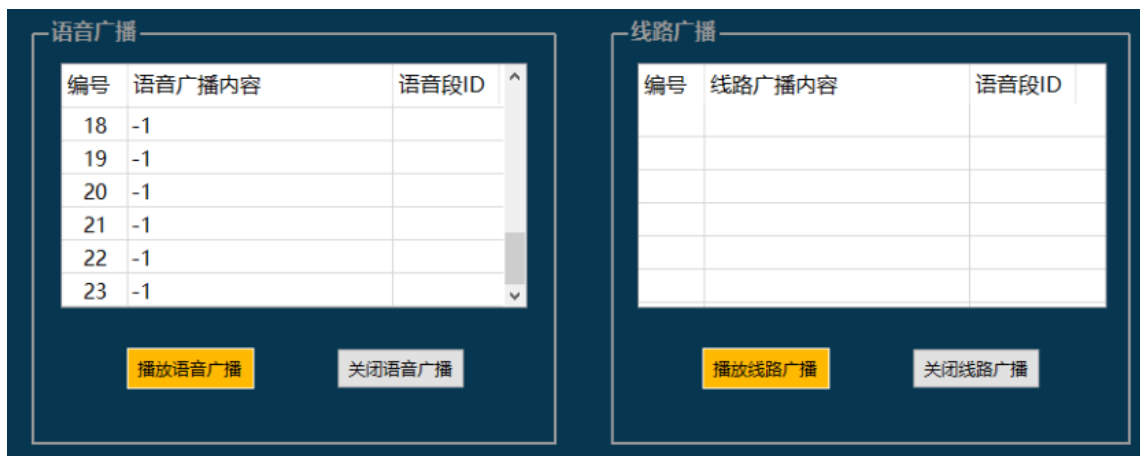 语音广播
编号 语音广播内容 语音段ID
18 -1
19 -1
20 -1
21 -1
22 -1
23 -1
播放语音广播 关闭语音广播
线路广播
编号 线路广播内容 语音段ID
播放线路广播 关闭线路广播